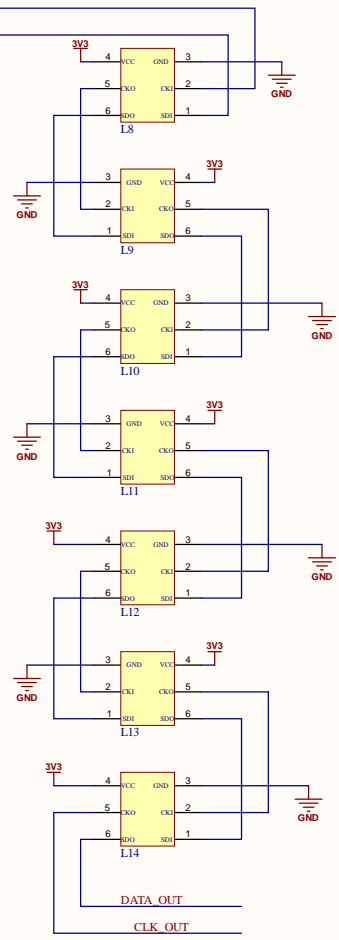 3V3
4 VCC GND 3
GND
5 CKO CKI 2
6 SDO SDI 1
L8
3V3
3 GND VCC 4
GND
2 CKI CKO 5
1 SDI SDO 6
L9
3V3
4 VCC GND 3
GND
5 CKO CKI 2
6 SDO SDI 1
L10
3V3
3 GND VCC 4
GND
2 CKI CKO 5
1 SDI SDO 6
L11
3V3
4 VCC GND 3
GND
5 CKO CKI 2
6 SDO SDI 1
L12
3V3
3 GND VCC 4
GND
2 CKI CKO 5
1 SDI SDO 6
L13
3V3
4 VCC GND 3
GND
5 CKO CKI 2
6 SDO SDI 1
L14
DATA_OUT
CLK_OUT